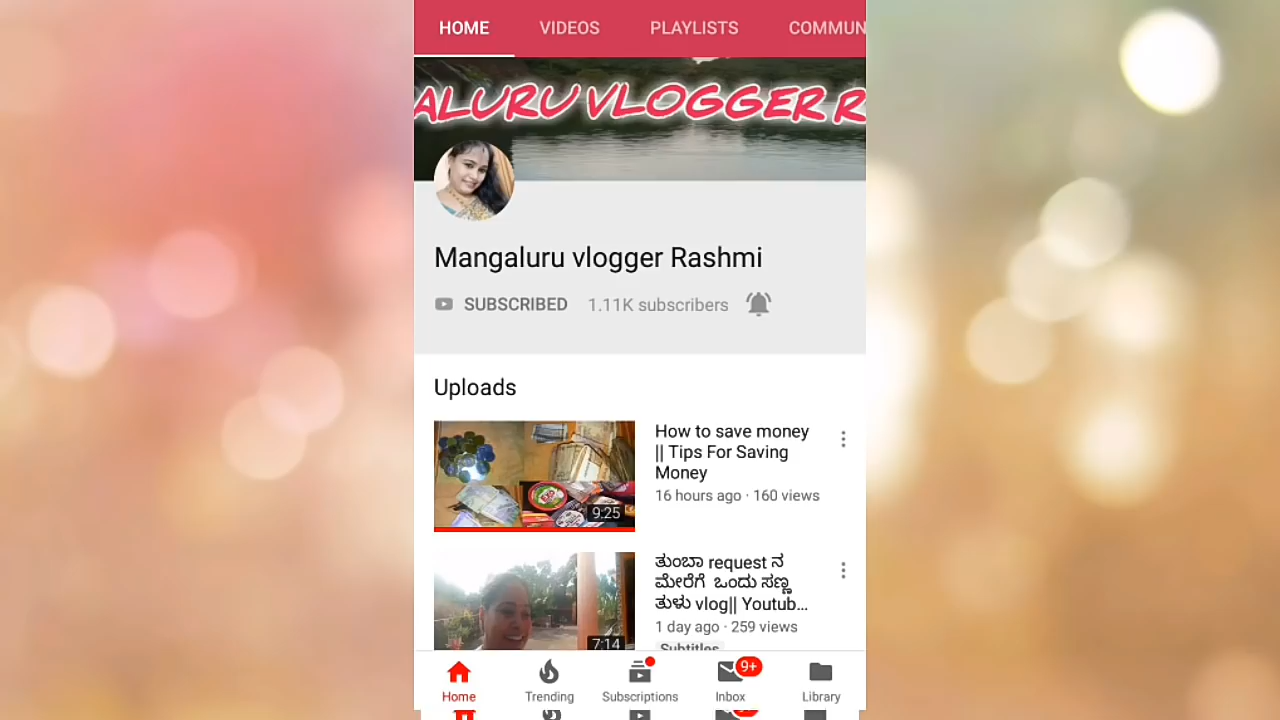 HOME VIDEOS PLAYLISTS COMMUN
ALURU VLOGGER R
Mangaluru vlogger Rashmi
SUBSCRIBED 1.11K subscribers
Uploads
How to save money
|| Tips For Saving
Money
16 hours ago · 160 views
9:25
ತುಂಬಾ request ನ
ಮೇರೆಗೆ ಒಂದು ಸಣ್ಣ
ತುಳು vlog|| Youtub...
1 day ago · 259 views
7:14
Subtitles
9+
Home Trending Subscriptions Inbox Library